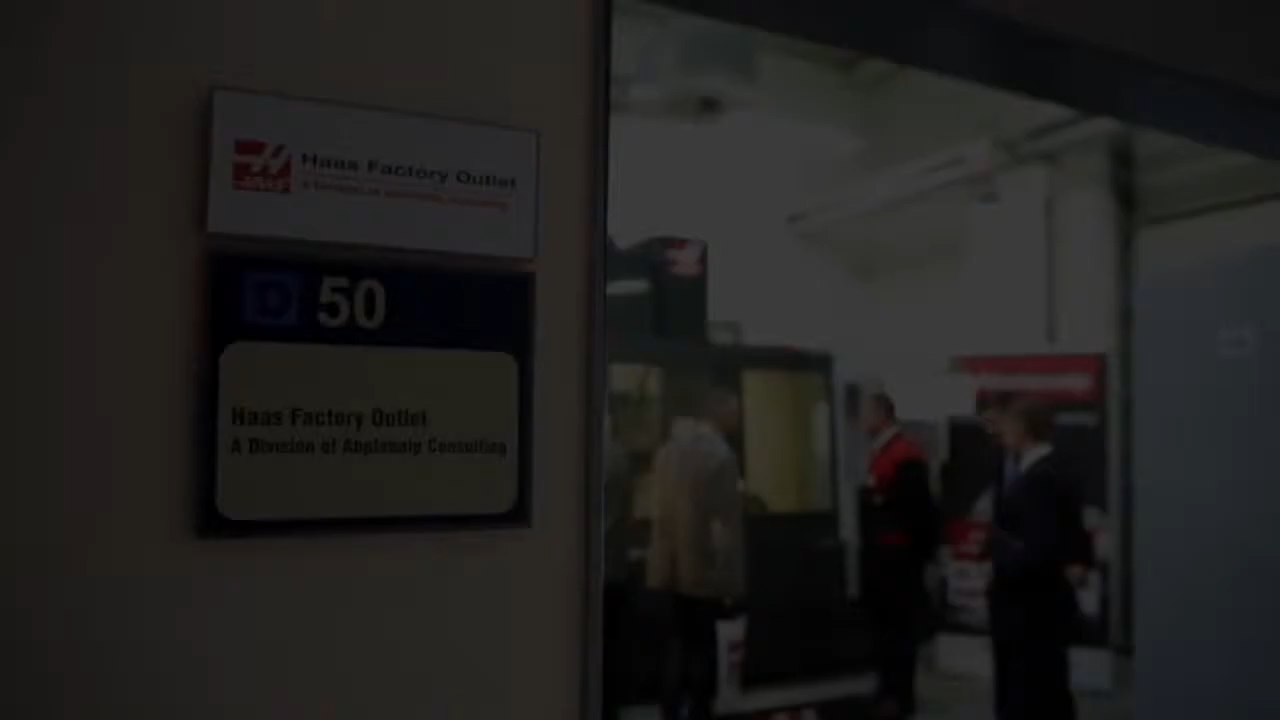 Haas Factory Outlet
D 50
Haas Factory Outlet
A Division of Abplanalp Consulting